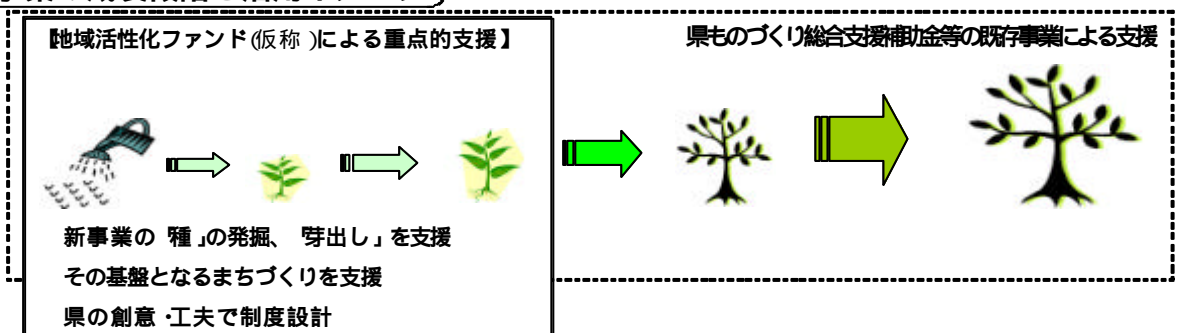 【地域活性化ファンド(仮称)による重点的支援】
県ものづくり総合支援補助金等の既存事業による支援
新事業の「種」の発掘、「芽出し」を支援
その基盤となるまちづくりを支援
県の創意・工夫で制度設計